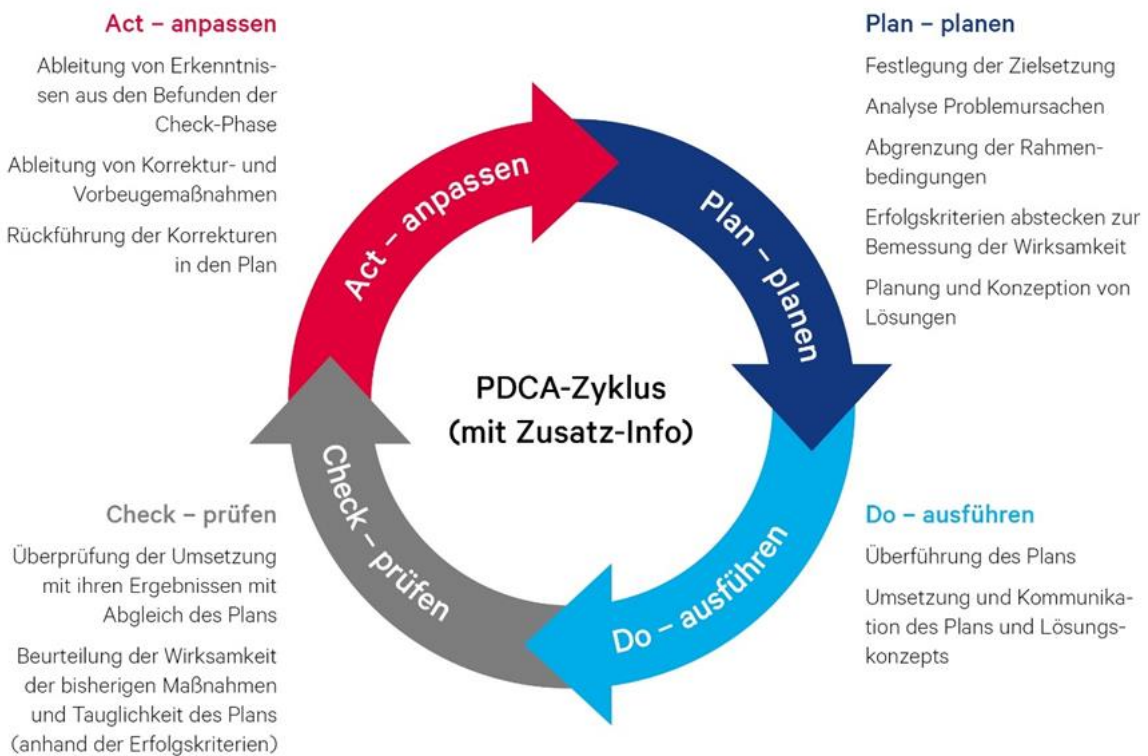 Act – anpassen
Ableitung von Erkenntnis-
sen aus den Befunden der
Check-Phase
Ableitung von Korrektur- und
Vorbeugemaßnahmen
Rückführung der Korrekturen
in den Plan
Plan – planen
Festlegung der Zielsetzung
Analyse Problemursachen
Abgrenzung der Rahmen-
bedingungen
Erfolgskriterien abstecken zur
Bemessung der Wirksamkeit
Planung und Konzeption von
Lösungen
Act – anpassen
Plan – planen
PDCA-Zyklus
(mit Zusatz-Info)
Check – prüfen
Do – ausführen
Check – prüfen
Überprüfung der Umsetzung
mit ihren Ergebnissen mit
Abgleich des Plans
Beurteilung der Wirksamkeit
der bisherigen Maßnahmen
und Tauglichkeit des Plans
(anhand der Erfolgskriterien)
Do – ausführen
Überführung des Plans
Umsetzung und Kommunika-
tion des Plans und Lösungs-
konzepts